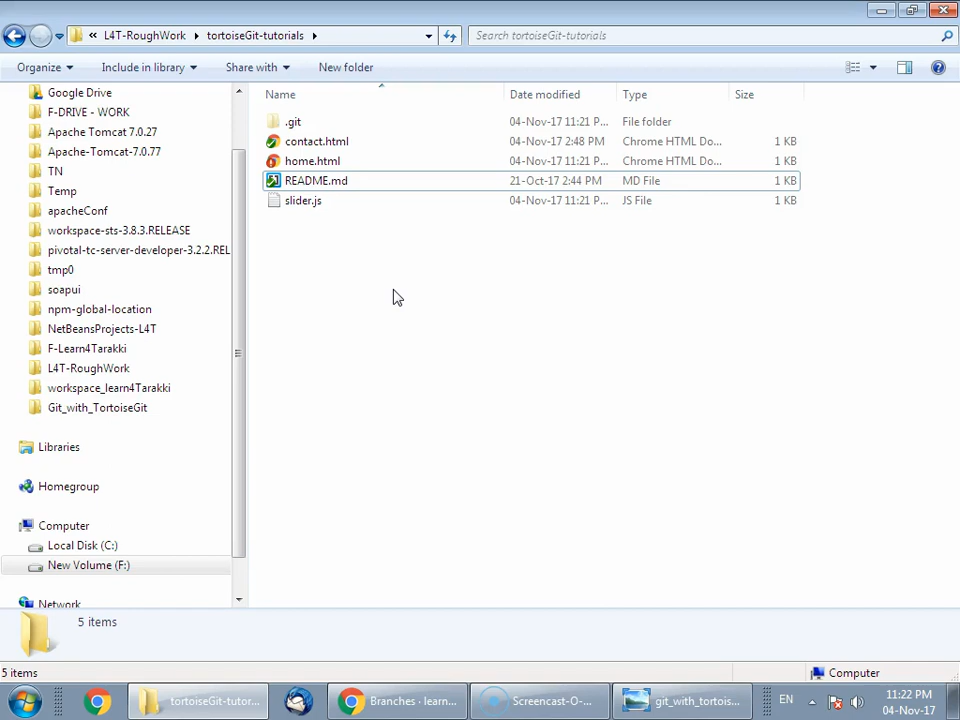 « L4T-RoughWork ▸ tortoiseGit-tutorials ▸
Search tortoiseGit-tutorials
Organize Include in library Share with New folder
Name Date modified Type Size
.git 04-Nov-17 11:21 P... File folder
contact.html 04-Nov-17 2:48 PM Chrome HTML Do... 1 KB
home.html 04-Nov-17 11:21 P... Chrome HTML Do... 1 KB
README.md 21-Oct-17 2:44 PM MD File 1 KB
slider.js 04-Nov-17 11:21 P... JS File 1 KB
Google Drive
F-DRIVE - WORK
Apache Tomcat 7.0.27
Apache-Tomcat-7.0.77
TN
Temp
apacheConf
workspace-sts-3.8.3.RELEASE
pivotal-tc-server-developer-3.2.2.REL
tmp0
soapui
npm-global-location
NetBeansProjects-L4T
F-Learn4Tarakki
L4T-RoughWork
workspace_learn4Tarakki
Git_with_TortoiseGit
Libraries
Homegroup
Computer
Local Disk (C:)
New Volume (F:)
Network
5 items
5 items Computer
tortoiseGit-tutor... Branches · learn... Screencast-O-... git_with_tortois... EN 11:22 PM
04-Nov-17